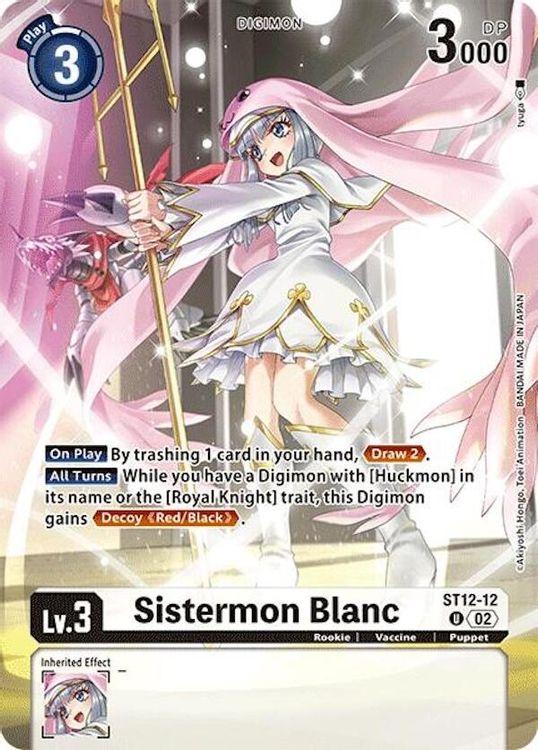 Play
3
DIGIMON
DP
3000
tyuga
On Play By trashing 1 card in your hand, Draw 2.
All Turns While you have a Digimon with [Huckmon] in
its name or the [Royal Knight] trait, this Digimon
gains Decoy《Red/Black》.
©Akiyoshi Hongo, Toei Animation BANDAI MADE IN JAPAN
Lv.3
Sistermon Blanc
ST12-12
U 02
Rookie | Vaccine | Puppet
Inherited Effect
–